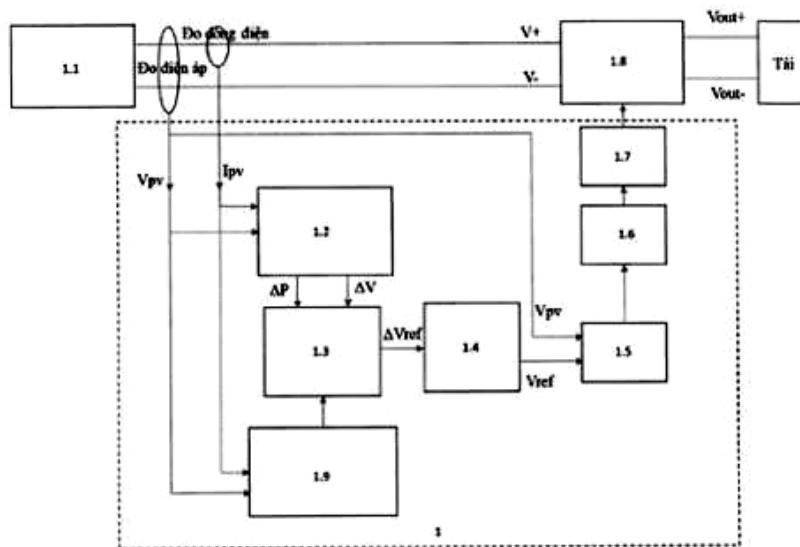 Đo dòng điện
V+
Vout+
1.1
Đo điện áp
1.8
Tải
V-
Vout-
1.7
Vpv
Ipv
1.2
1.6
ΔP
ΔV
Vpv
1.3
ΔVref
1.4
1.5
Vref
1.9
1